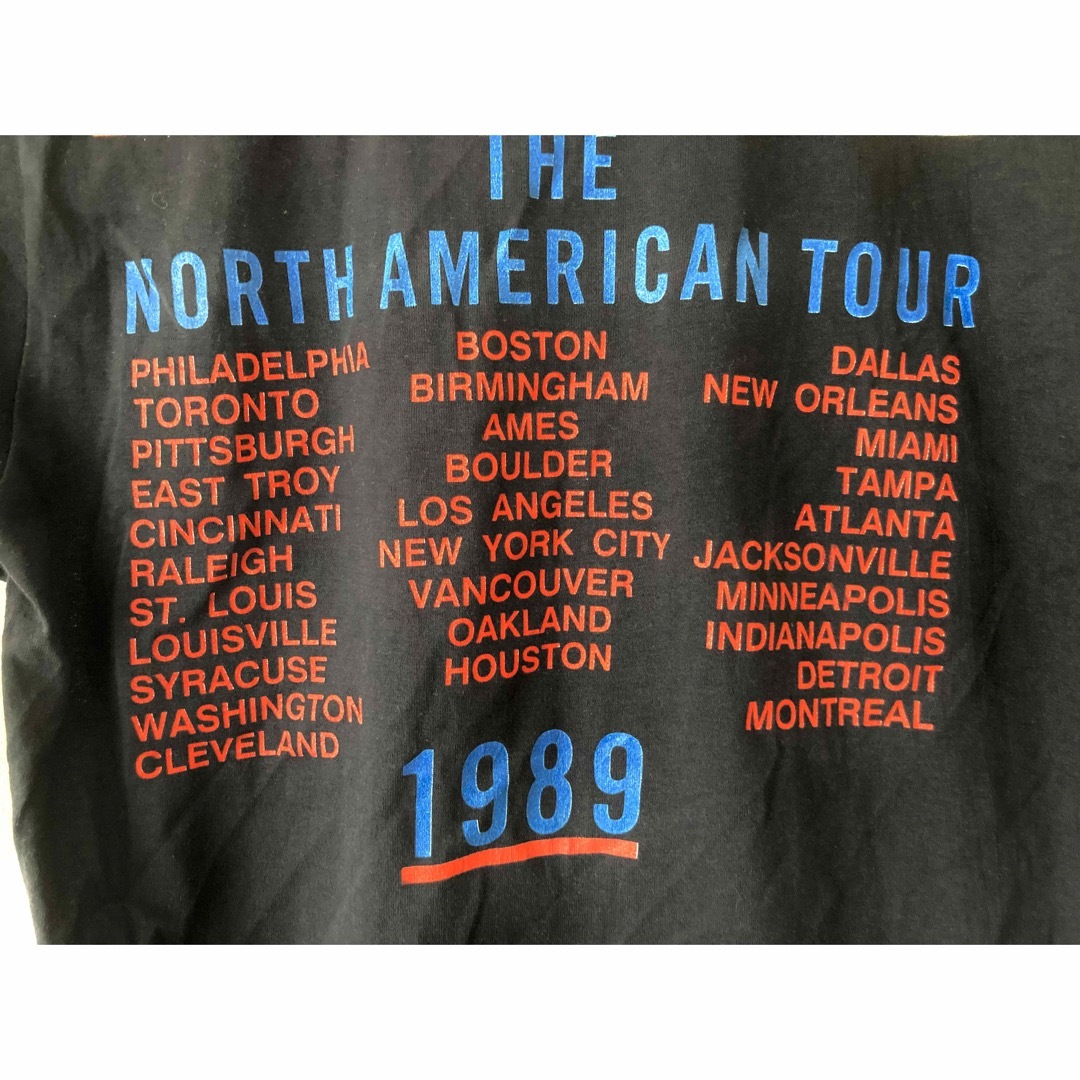 THE
NORTH AMERICAN TOUR
PHILADELPHIA
TORONTO
PITTSBURGH
EAST TROY
CINCINNATI
RALEIGH
ST. LOUIS
LOUISVILLE
SYRACUSE
WASHINGTON
CLEVELAND
BOSTON
BIRMINGHAM
AMES
BOULDER
LOS ANGELES
NEW YORK CITY
VANCOUVER
OAKLAND
HOUSTON
DALLAS
NEW ORLEANS
MIAMI
TAMPA
ATLANTA
JACKSONVILLE
MINNEAPOLIS
INDIANAPOLIS
DETROIT
MONTREAL
1989